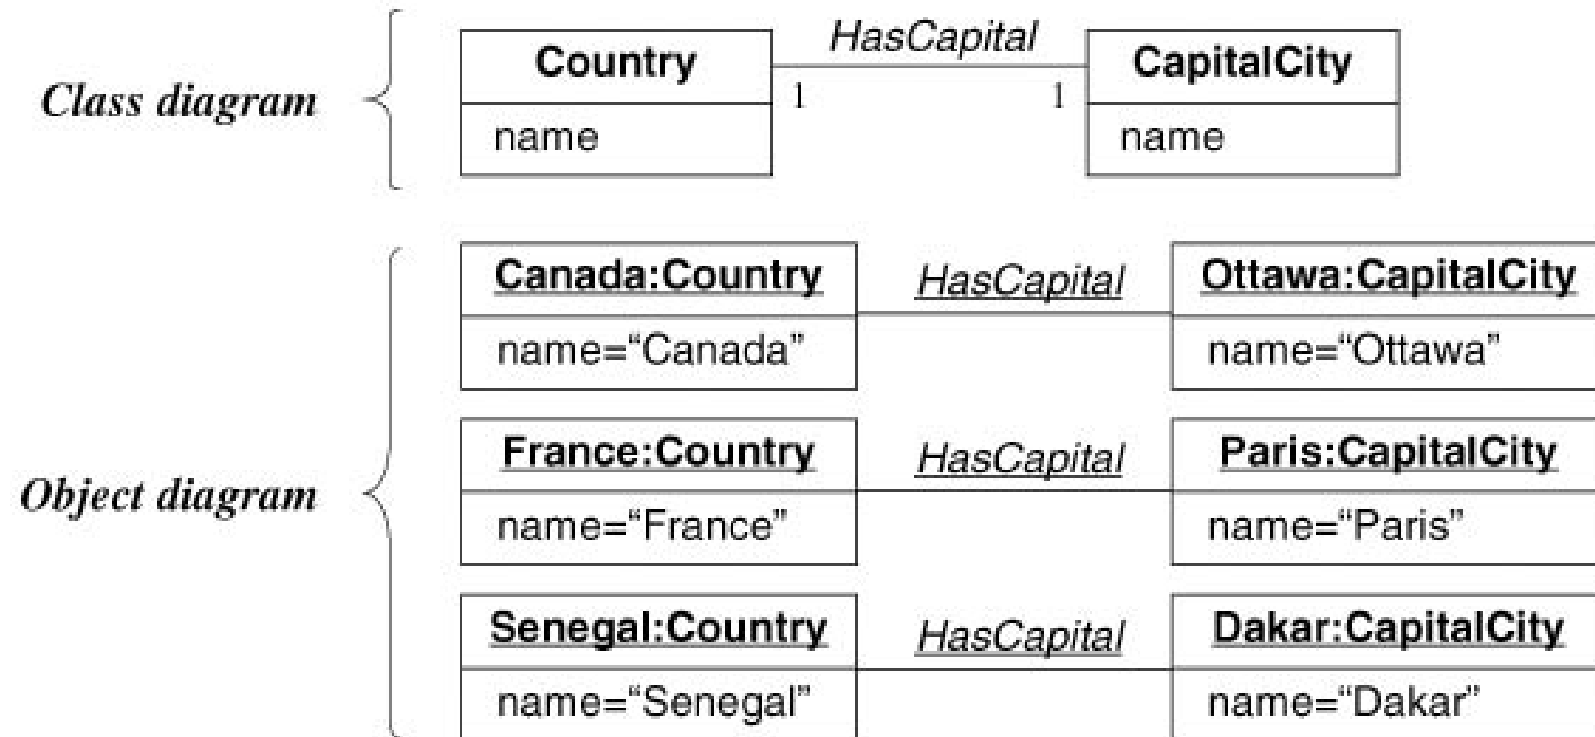 Class diagram
Country
HasCapital
CapitalCity
1
1
name
name
Object diagram
Canada:Country
HasCapital
Ottawa:CapitalCity
name=“Canada”
name=“Ottawa”
France:Country
HasCapital
Paris:CapitalCity
name=“France”
name=“Paris”
Senegal:Country
HasCapital
Dakar:CapitalCity
name=“Senegal”
name=“Dakar”